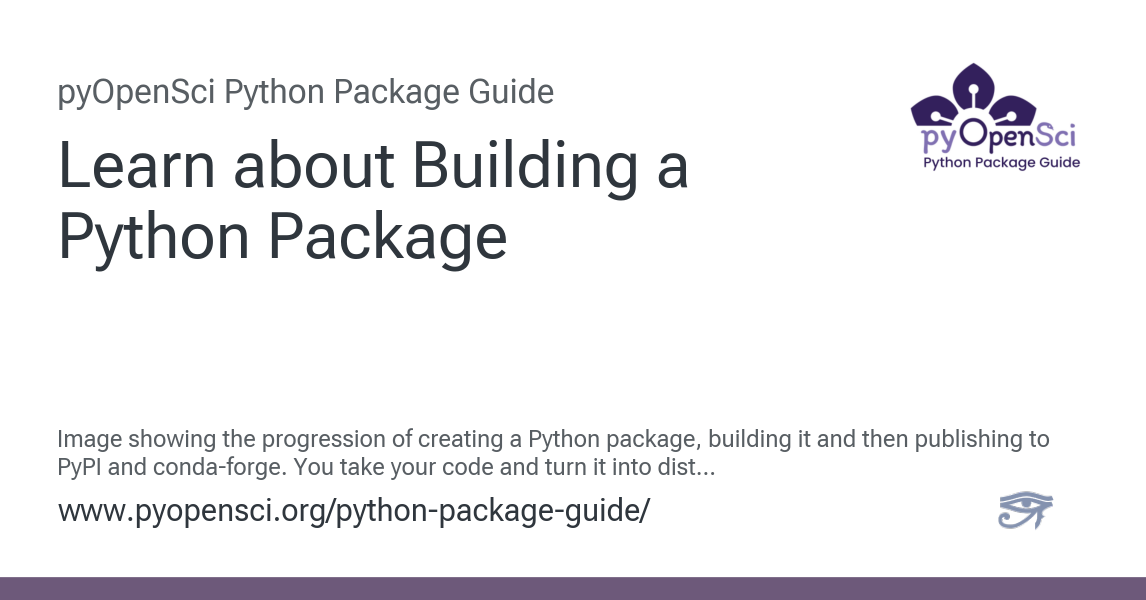 pyOpenSci Python Package Guide
Learn about Building a
Python Package
pyOpenSci
Python Package Guide
Image showing the progression of creating a Python package, building it and then publishing to
PyPI and conda-forge. You take your code and turn it into dist...
www.pyopensci.org/python-package-guide/